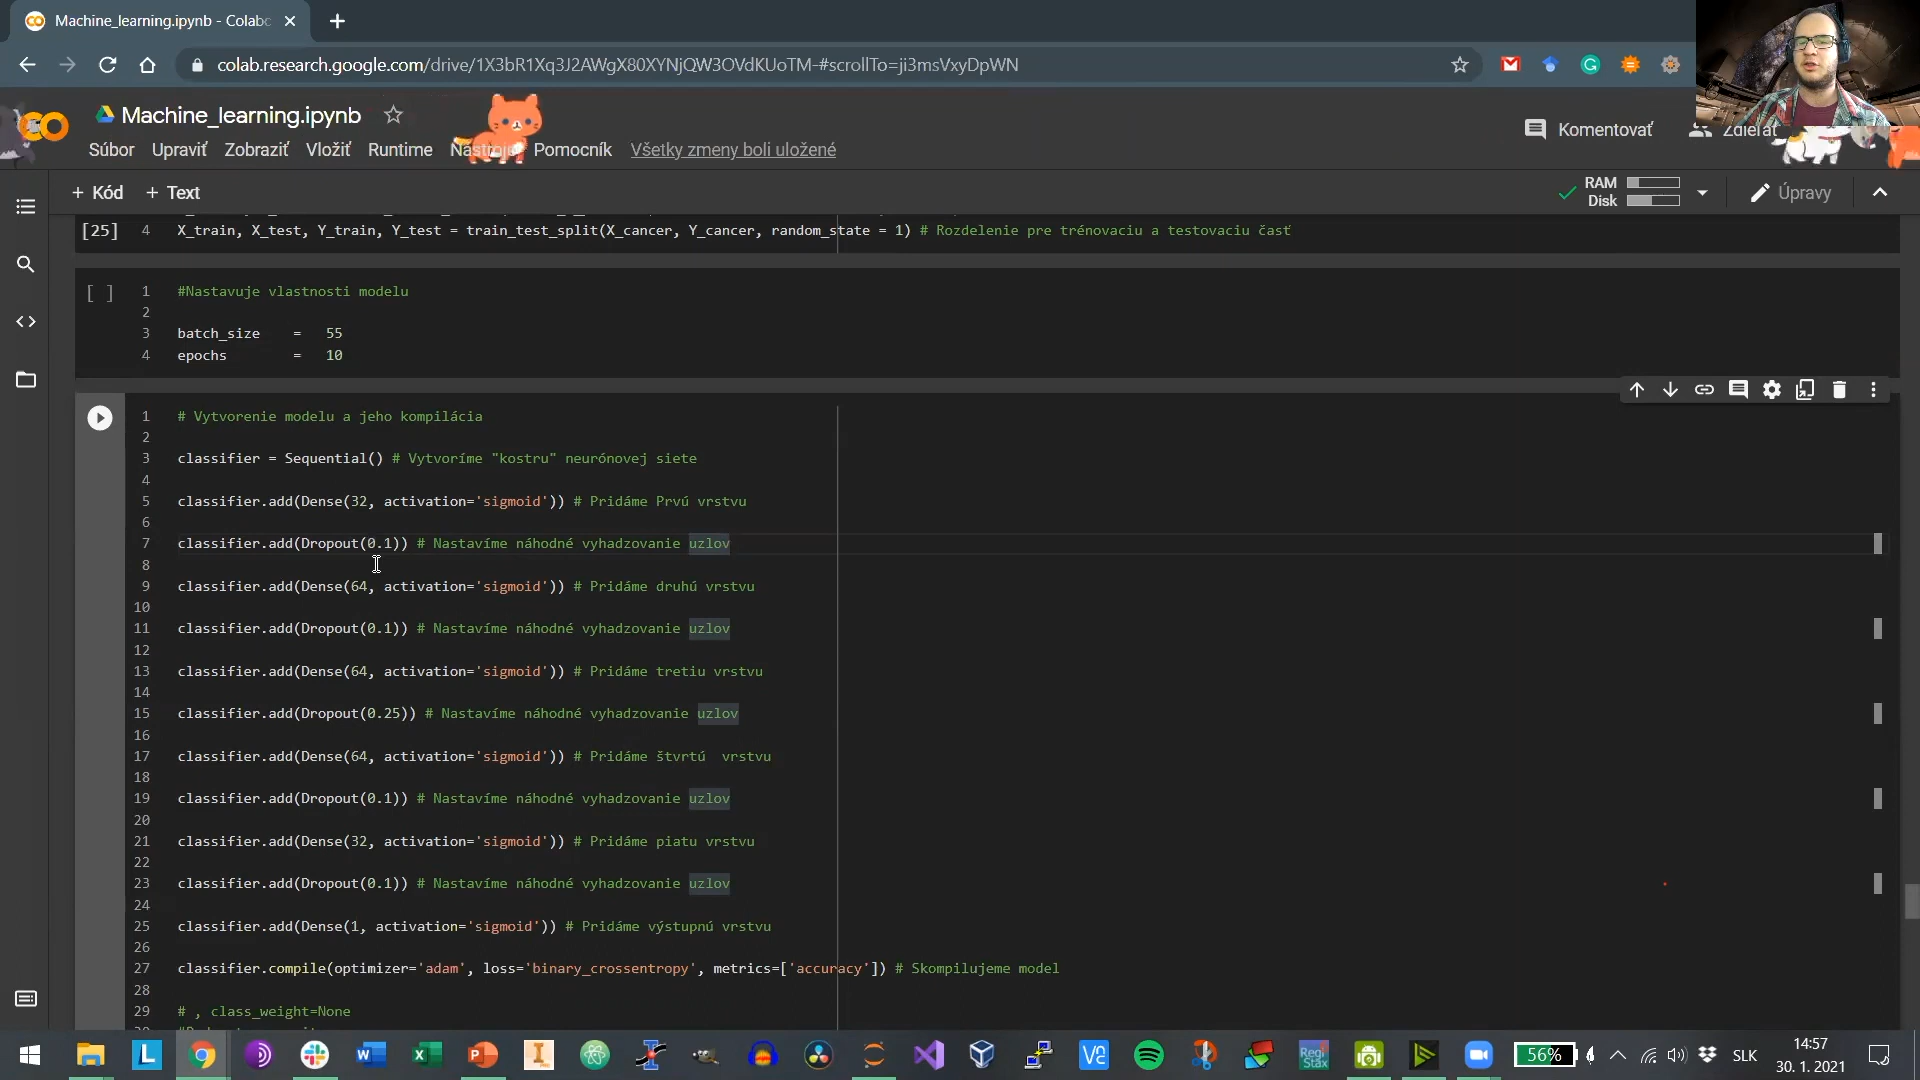 Machine_learning.ipynb - Colab
colab.research.google.com/drive/1X3bR1Xq3J2AWgX80XYNjQW3OVdKUoTM-#scrollTo=ji3msVxyDpWN
Machine_learning.ipynb
Komentovať
Zdieľať
Súbor Upraviť Zobraziť Vložiť Runtime Nástroje Pomocník Všetky zmeny boli uložené
+ Kód + Text
RAM
Disk
Úpravy
[25] 4 X_train, X_test, Y_train, Y_test = train_test_split(X_cancer, Y_cancer, random_state = 1) # Rozdelenie pre trénovaciu a testovaciu časť
[ ] 1 #Nastavuje vlastnosti modelu
2
3 batch_size = 55
4 epochs = 10
1 # Vytvorenie modelu a jeho kompilácia
2
3 classifier = Sequential() # Vytvoríme "kostru" neurónovej siete
4
5 classifier.add(Dense(32, activation='sigmoid')) # Pridáme Prvú vrstvu
6
7 classifier.add(Dropout(0.1)) # Nastavíme náhodné vyhadzovanie uzlov
8
9 classifier.add(Dense(64, activation='sigmoid')) # Pridáme druhú vrstvu
10
11 classifier.add(Dropout(0.1)) # Nastavíme náhodné vyhadzovanie uzlov
12
13 classifier.add(Dense(64, activation='sigmoid')) # Pridáme tretiu vrstvu
14
15 classifier.add(Dropout(0.25)) # Nastavíme náhodné vyhadzovanie uzlov
16
17 classifier.add(Dense(64, activation='sigmoid')) # Pridáme štvrtú  vrstvu
18
19 classifier.add(Dropout(0.1)) # Nastavíme náhodné vyhadzovanie uzlov
20
21 classifier.add(Dense(32, activation='sigmoid')) # Pridáme piatu vrstvu
22
23 classifier.add(Dropout(0.1)) # Nastavíme náhodné vyhadzovanie uzlov
24
25 classifier.add(Dense(1, activation='sigmoid')) # Pridáme výstupnú vrstvu
26
27 classifier.compile(optimizer='adam', loss='binary_crossentropy', metrics=['accuracy']) # Skompilujeme model
28
29 # , class_weight=None
56%
SLK
14:57
30. 1. 2021